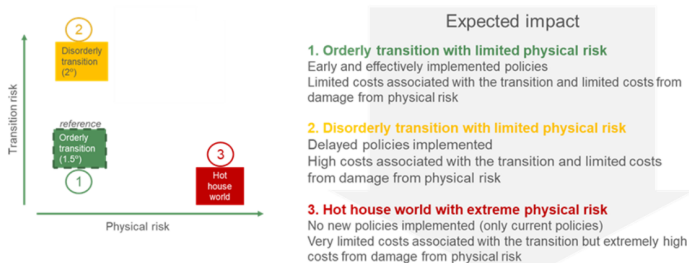 2
Disorderly
transition
(2º)
reference
Orderly
transition
(1.5º)
1
3
Hot
house
world
Transition risk
Physical risk
Expected impact
1. Orderly transition with limited physical risk
Early and effectively implemented policies
Limited costs associated with the transition and limited costs from
damage from physical risk
2. Disorderly transition with limited physical risk
Delayed policies implemented
High costs associated with the transition and limited costs
from damage from physical risk
3. Hot house world with extreme physical risk
No new policies implemented (only current policies)
Very limited costs associated with the transition but extremely high
costs from damage from physical risk